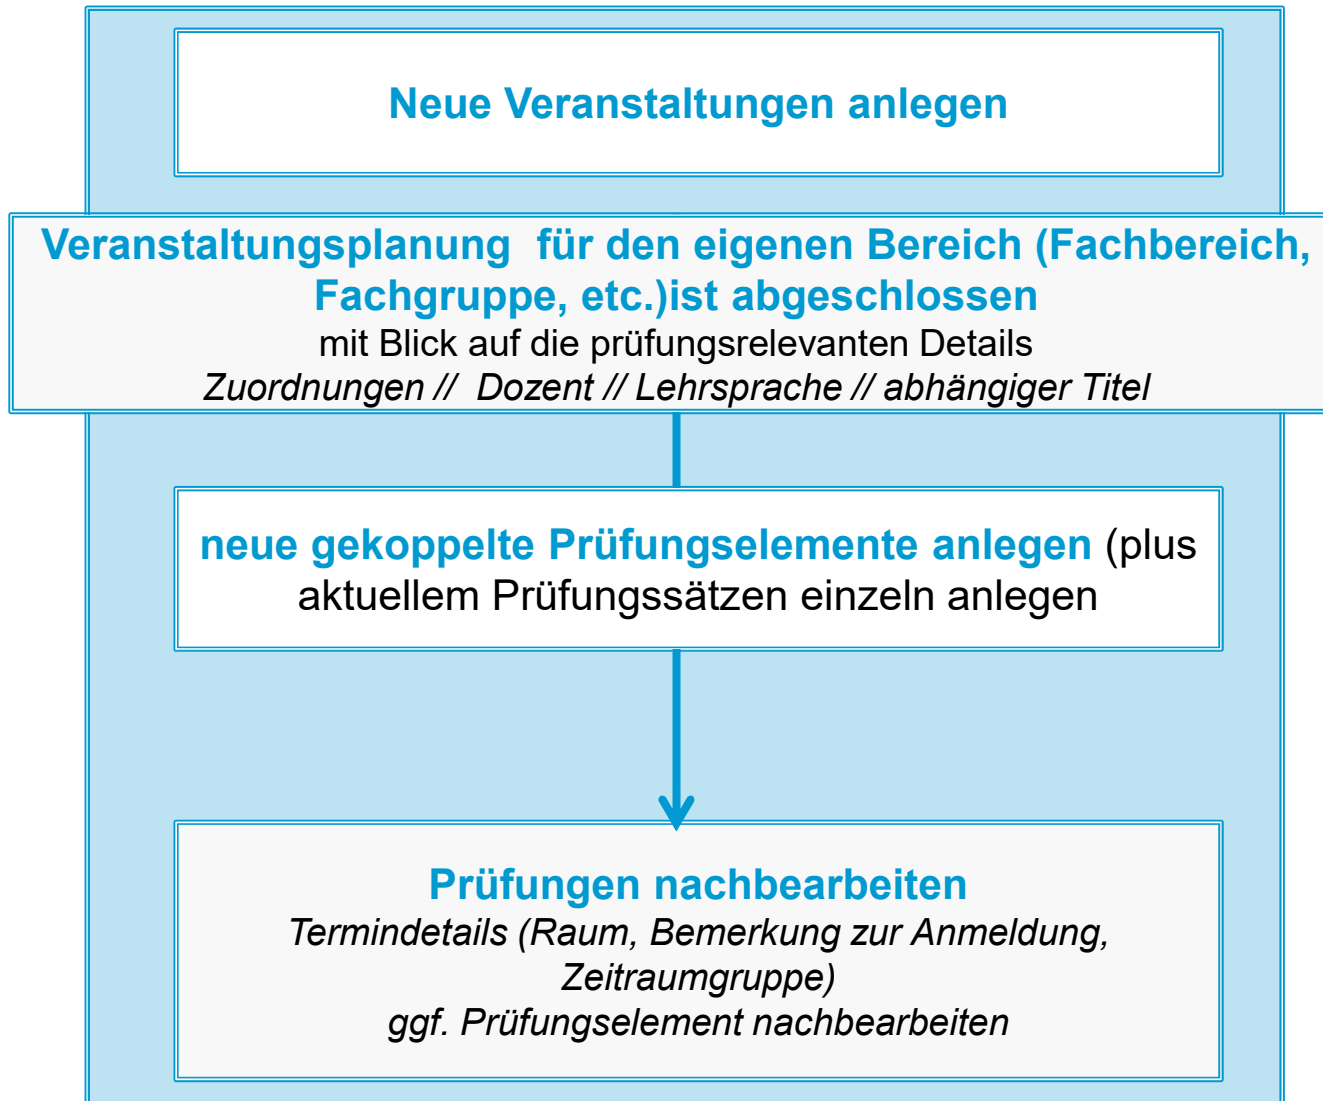 Neue Veranstaltungen anlegen
Veranstaltungsplanung  für den eigenen Bereich (Fachbereich,
Fachgruppe, etc.)ist abgeschlossen
mit Blick auf die prüfungsrelevanten Details
Zuordnungen //  Dozent // Lehrsprache // abhängiger Titel
neue gekoppelte Prüfungselemente anlegen (plus
aktuellem Prüfungssätzen einzeln anlegen
Prüfungen nachbearbeiten
Termindetails (Raum, Bemerkung zur Anmeldung,
Zeitraumgruppe)
ggf. Prüfungselement nachbearbeiten